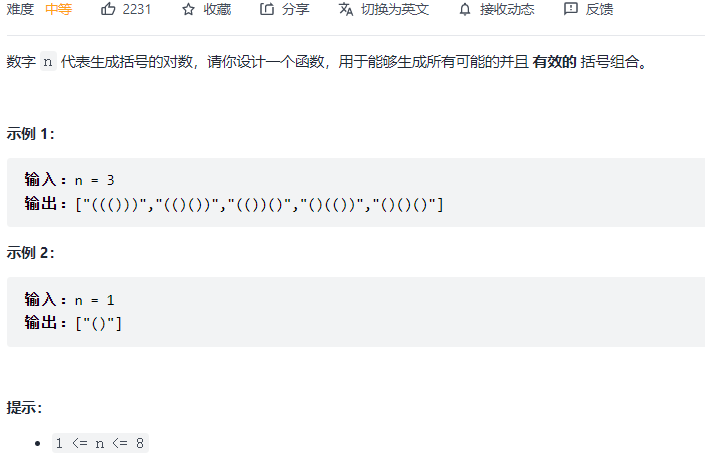 难度 中等 2231 收藏 分享 切换为英文 接收动态 反馈
数字 n 代表生成括号的对数，请你设计一个函数，用于能够生成所有可能的并且 有效的 括号组合。
示例 1：
输入：n = 3
输出：["((()))","(()())","(())()","()(())","()()()"]
示例 2：
输入：n = 1
输出：["()"]
提示：
1 <= n <= 8